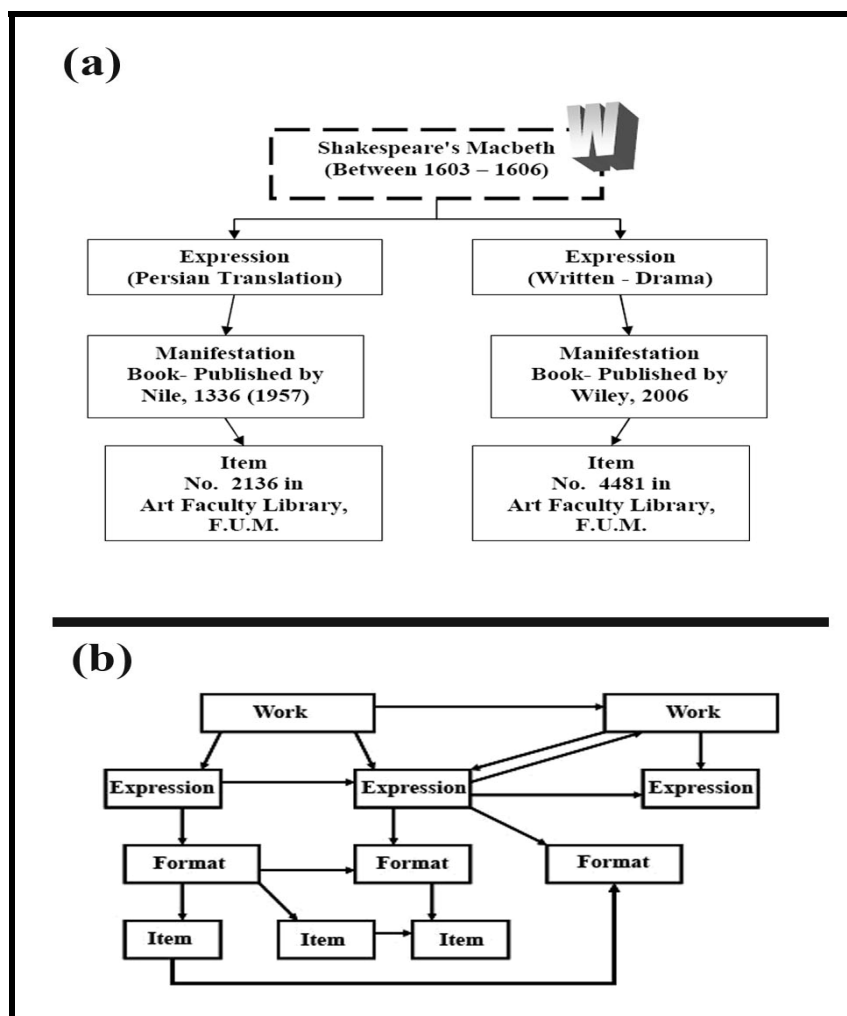 (a)
W
Shakespeare's Macbeth
(Between 1603 – 1606)
Expression
(Persian Translation)
Expression
(Written - Drama)
Manifestation
Book- Published by
Nile, 1336 (1957)
Manifestation
Book- Published by
Wiley, 2006
Item
No. 2136 in
Art Faculty Library,
F.U.M.
Item
No. 4481 in
Art Faculty Library,
F.U.M.
(b)
Work
Work
Expression
Expression
Expression
Format
Format
Format
Item
Item
Item